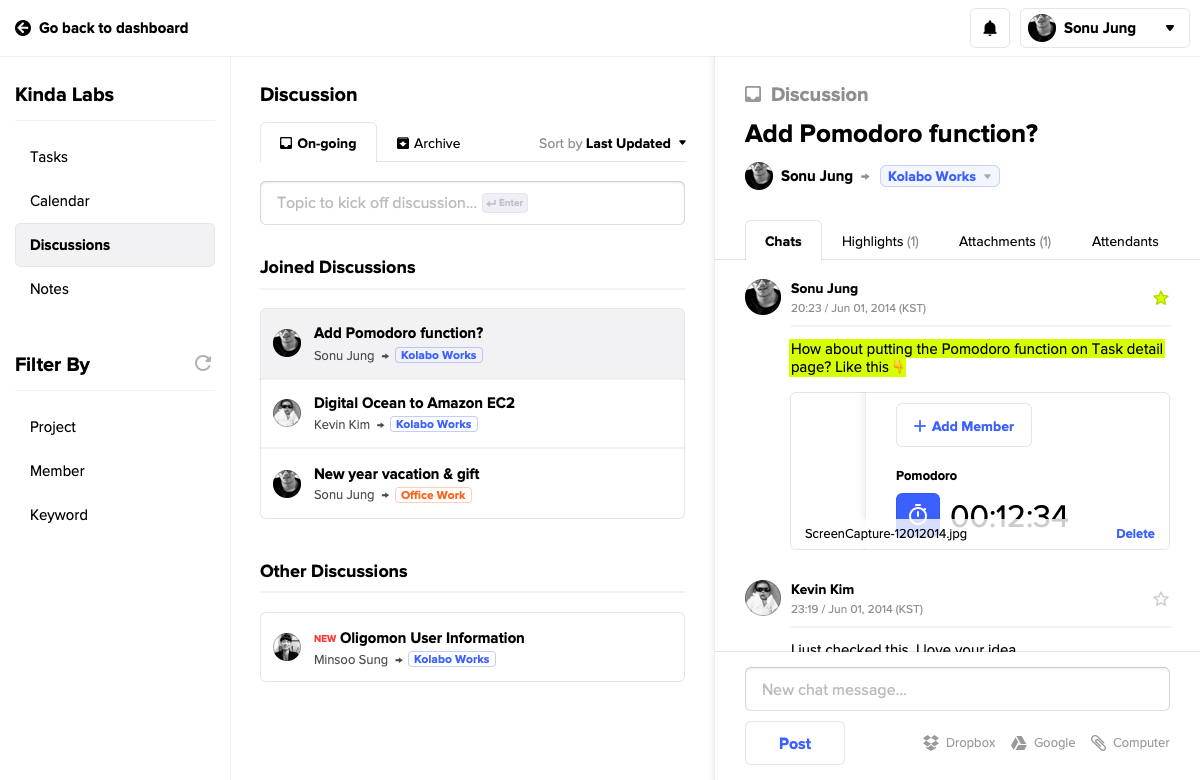 Go back to dashboard
Sonu Jung
Kinda Labs
Tasks
Calendar
Discussions
Notes
Filter By
Project
Member
Keyword
Discussion
On-going
Archive
Sort by Last Updated
Topic to kick off discussion... Enter
Joined Discussions
Add Pomodoro function?
Sonu Jung Kolabo Works
Digital Ocean to Amazon EC2
Kevin Kim Kolabo Works
New year vacation & gift
Sonu Jung Office Work
Other Discussions
NEW Oligomon User Information
Minsoo Sung Kolabo Works
Discussion
Add Pomodoro function?
Sonu Jung Kolabo Works
Chats
Highlights (1)
Attachments (1)
Attendants
Sonu Jung
20:23 / Jun 01, 2014 (KST)
How about putting the Pomodoro function on Task detail
page? Like this👇
+ Add Member
Pomodoro
00:12:34
ScreenCapture-12012014.jpg
Delete
Kevin Kim
23:19 / Jun 01, 2014 (KST)
I just checked this. I love your idea
New chat message...
Post
Dropbox
Google
Computer